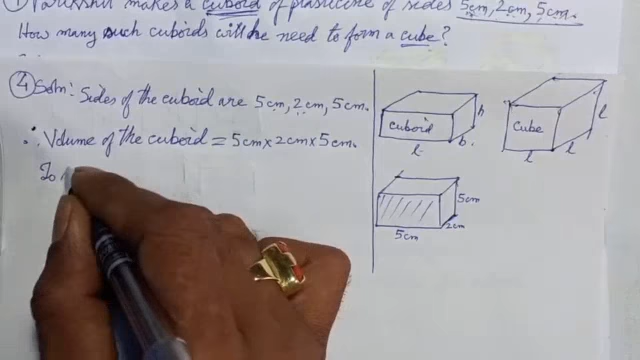 makes a cuboid of plasticine of sides 5cm, 2cm, 5cm.
How many such cuboids will he need to form a cube?
④ Soln: Sides of the cuboid are 5cm, 2cm, 5cm.
∴ Volume of the cuboid = 5cm × 2cm × 5cm.
To
cuboid
h
b
l
Cube
l
l
l
5cm
2cm
5cm